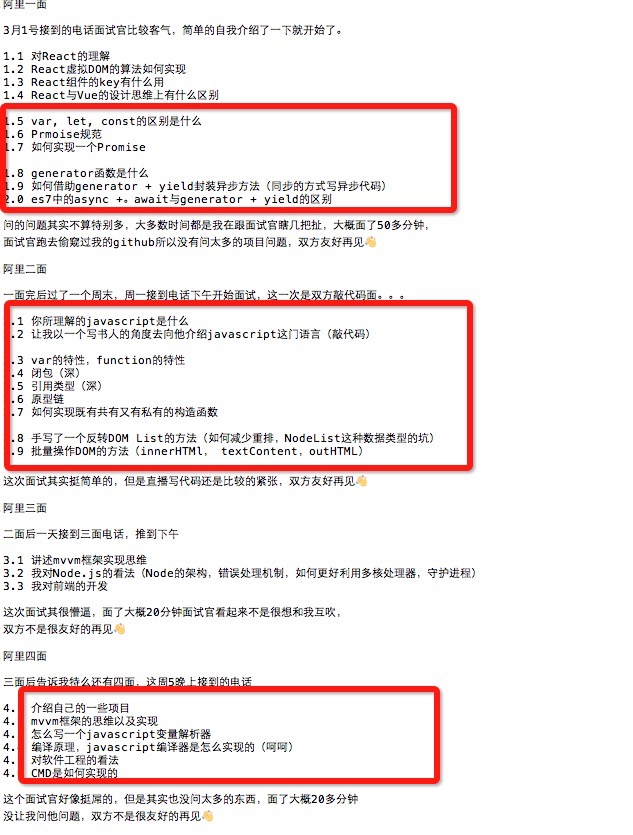 阿里一面
3月1号接到的电话面试官比较客气，简单的自我介绍了一下就开始了。
1.1 对React的理解
1.2 React虚拟DOM的算法如何实现
1.3 React组件的key有什么用
1.4 React与Vue的设计思维上有什么区别
1.5 var, let, const的区别是什么
1.6 Prmoise规范
1.7 如何实现一个Promise
1.8 generator函数是什么
1.9 如何借助generator + yield封装异步方法（同步的方式写异步代码）
2.0 es7中的async +。await与generator + yield的区别
问的问题其实不算特别多，大多数时间都是我在跟面试官瞎几把扯，大概面了50多分钟，
面试官跑去偷窥过我的github所以没有问太多的项目问题，双方友好再见👋
阿里二面
一面完后过了一个周末，周一接到电话下午开始面试，这一次是双方敲代码面。。。
.1 你所理解的javascript是什么
.2 让我以一个写书人的角度去向他介绍javascript这门语言（敲代码）
.3 var的特性，function的特性
.4 闭包（深）
.5 引用类型（深）
.6 原型链
.7 如何实现既有共有又有私有的构造函数
.8 手写了一个反转DOM List的方法（如何减少重排，NodeList这种数据类型的坑）
.9 批量操作DOM的方法（innerHTMl， textContent，outHTML）
这次面试其实挺简单的，但是直播写代码还是比较的紧张，双方友好再见👋
阿里三面
二面后一天接到三面电话，推到下午
3.1 讲述mvvm框架实现思维
3.2 我对Node.js的看法（Node的架构，错误处理机制，如何更好利用多核处理器，守护进程）
3.3 我对前端的开发
这次面试其很懵逼，面了大概20分钟面试官看起来不是很想和我互吹，
双方不是很友好的再见👋
阿里四面
三面后告诉我特么还有四面，这周5晚上接到的电话
4. 介绍自己的一些项目
4. mvvm框架的思维以及实现
4. 怎么写一个javascript变量解析器
4. 编译原理，javascript编译器是怎么实现的（呵呵）
4. 对软件工程的看法
4. CMD是如何实现的
这个面试官好像挺屌的，但是其实也没问太多的东西，面了大概20多分钟
没让我问他问题，双方不是很友好的再见👋